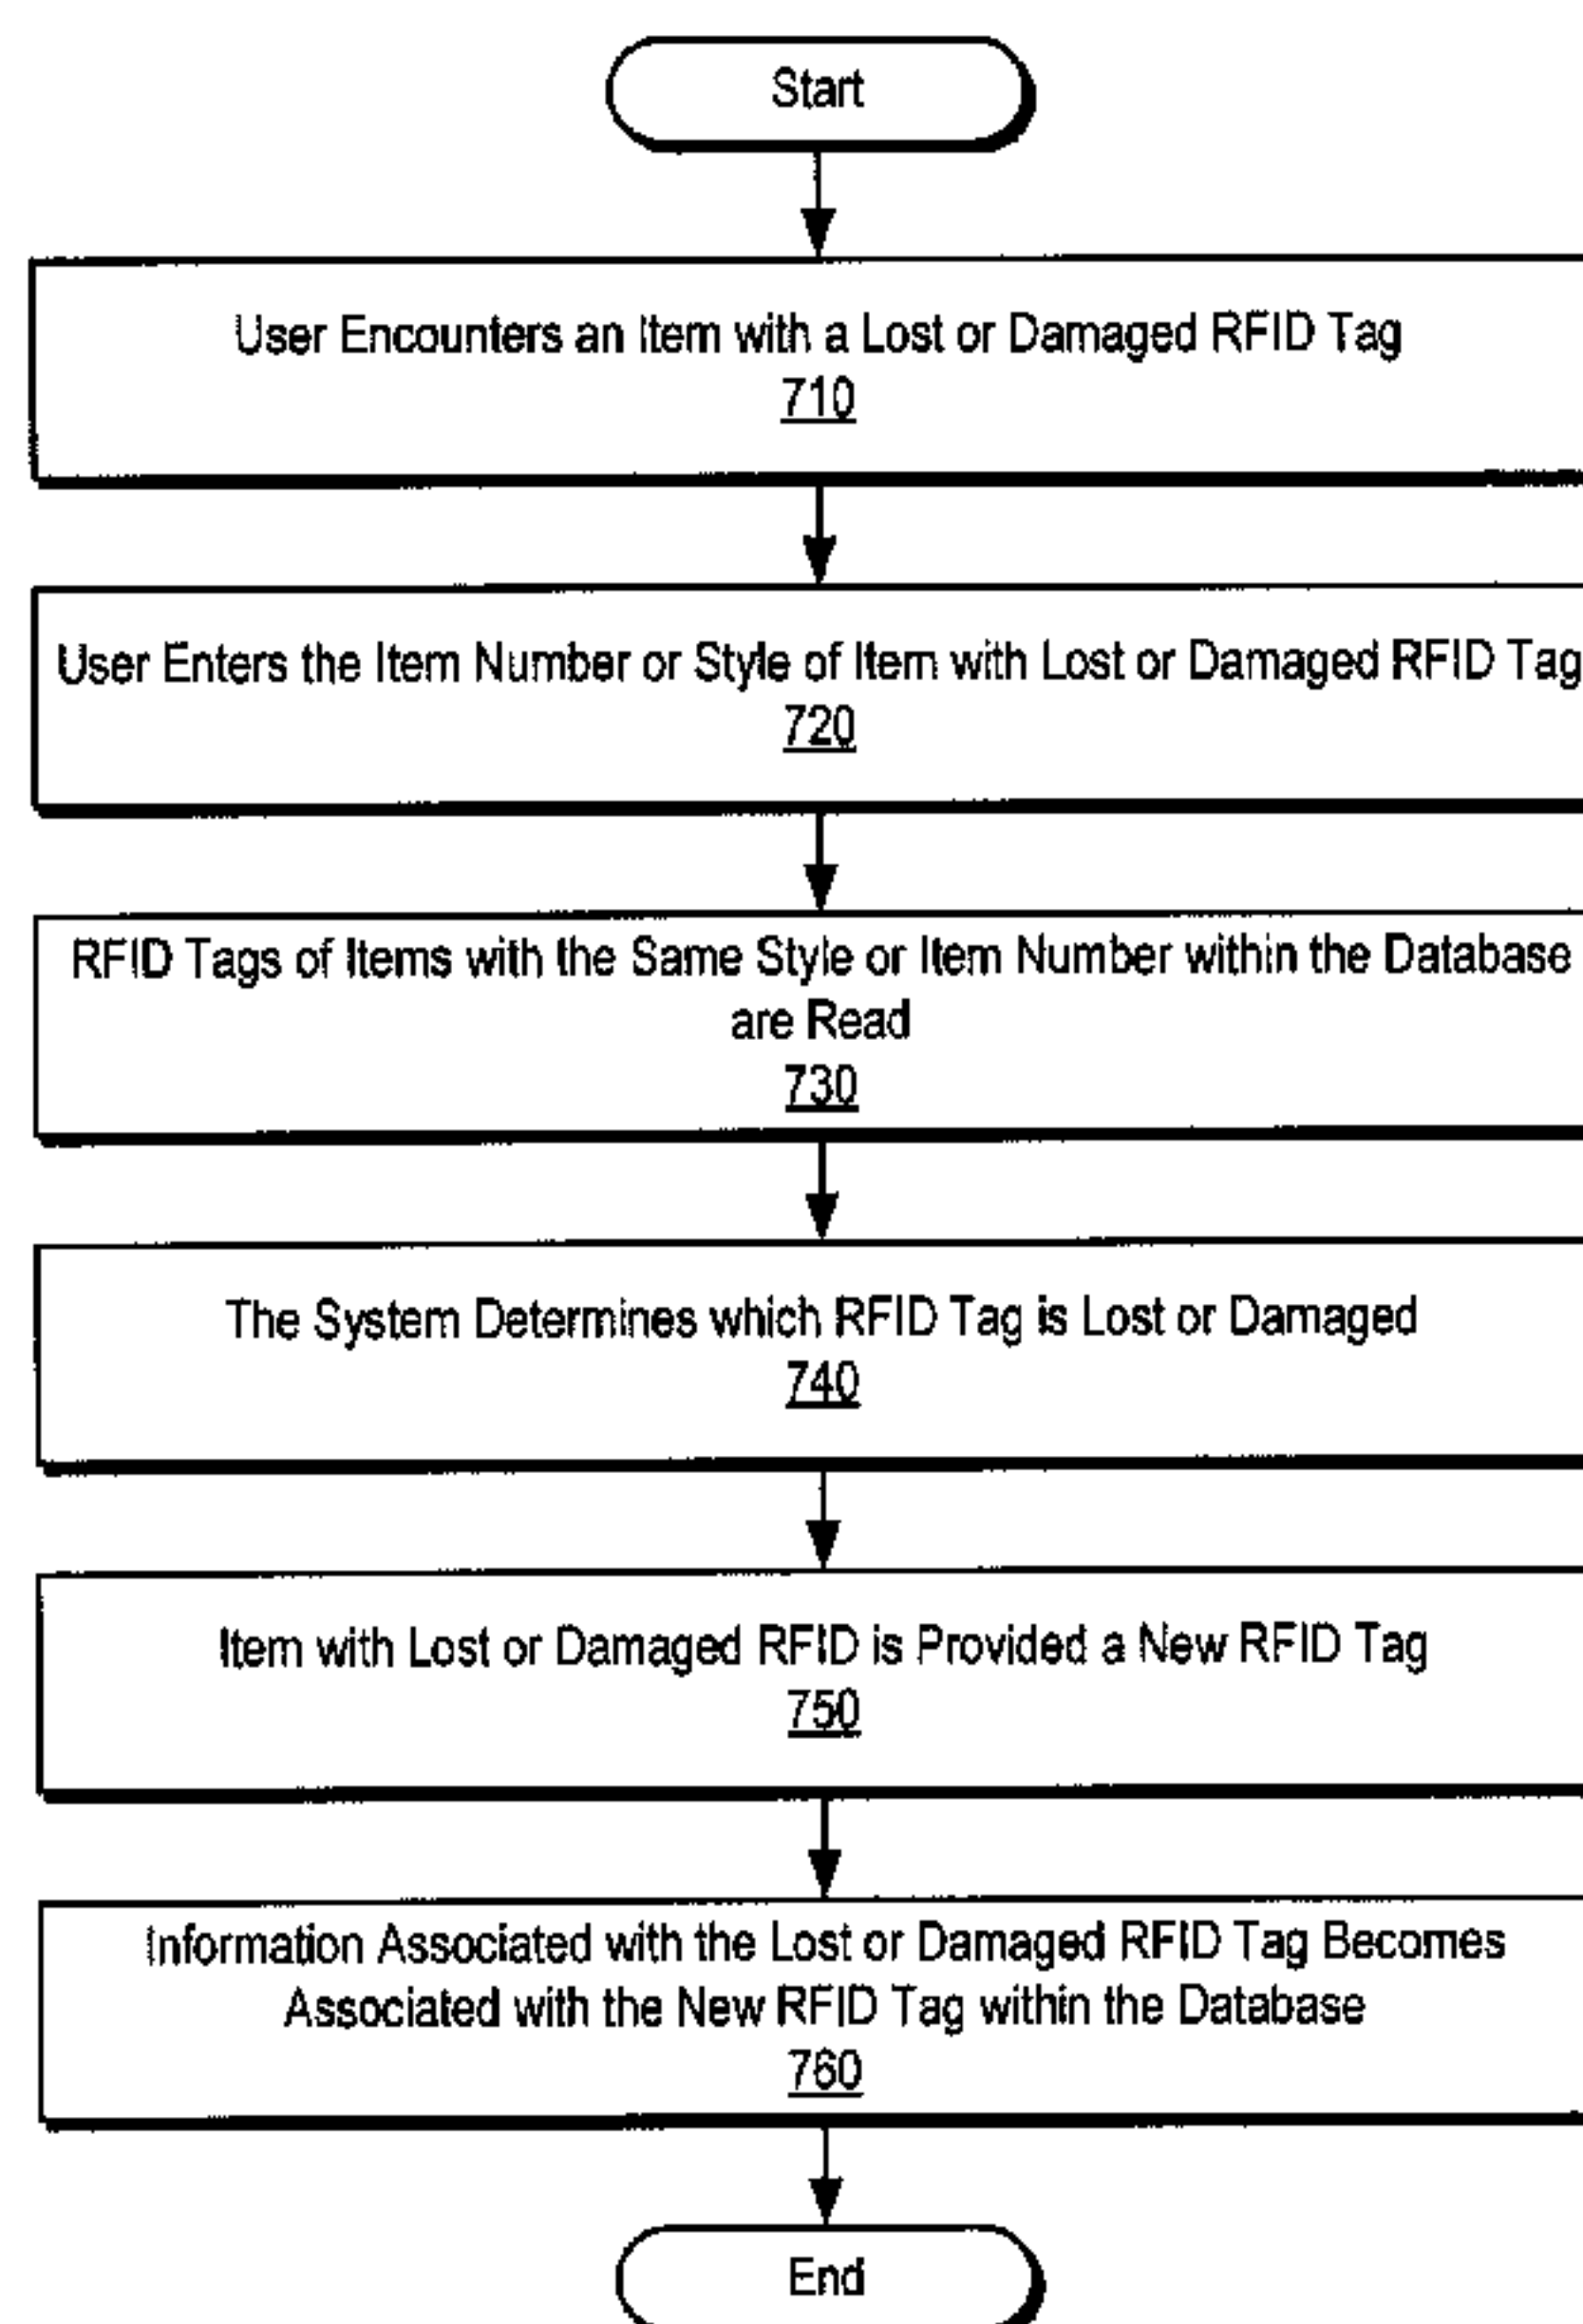 Start
User Encounters an Item with a Lost or Damaged RFID Tag
710
User Enters the Item Number or Style of Item with Lost or Damaged RFID Tag
720
RFID Tags of Items with the Same Style or Item Number within the Database
are Read
730
The System Determines which RFID Tag is Lost or Damaged
740
Item with Lost or Damaged RFID is Provided a New RFID Tag
750
Information Associated with the Lost or Damaged RFID Tag Becomes
Associated with the New RFID Tag within the Database
760
End